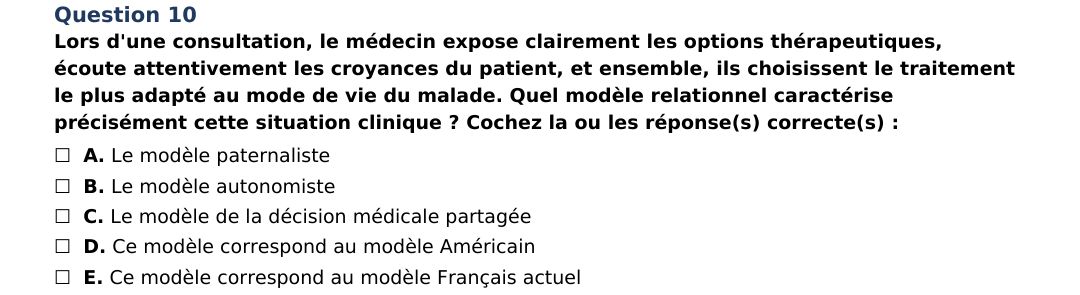 Question 10
Lors d'une consultation, le médecin expose clairement les options thérapeutiques,
écoute attentivement les croyances du patient, et ensemble, ils choisissent le traitement
le plus adapté au mode de vie du malade. Quel modèle relationnel caractérise
précisément cette situation clinique ? Cochez la ou les réponse(s) correcte(s) :
☐ A. Le modèle paternaliste
☐ B. Le modèle autonomiste
☐ C. Le modèle de la décision médicale partagée
☐ D. Ce modèle correspond au modèle Américain
☐ E. Ce modèle correspond au modèle Français actuel